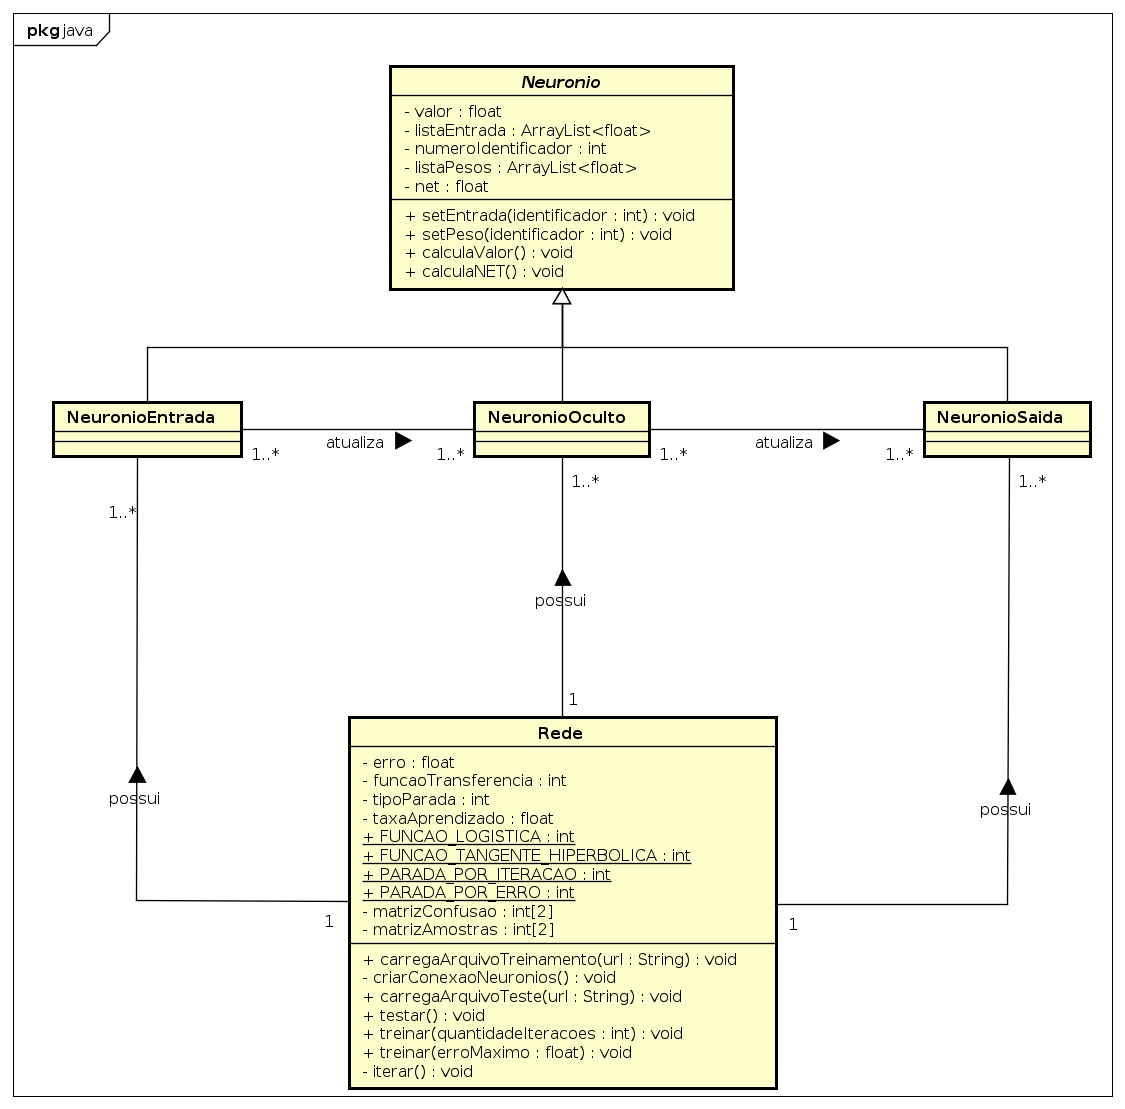 pkg java
Neuronio
- valor : float
- listaEntrada : ArrayList<float>
- numeroIdentificador : int
- listaPesos : ArrayList<float>
- net : float
+ setEntrada(identificador : int) : void
+ setPeso(identificador : int) : void
+ calculaValor() : void
+ calculaNET() : void
NeuronioEntrada
NeuronioOculto
NeuronioSaida
atualiza
atualiza
1..*
1..*
1..*
1..*
1..*
1..*
1..*
possui
1
Rede
- erro : float
- funcaoTransferencia : int
- tipoParada : int
- taxaAprendizado : float
+ FUNCAO_LOGISTICA : int
+ FUNCAO_TANGENTE_HIPERBOLICA : int
+ PARADA_POR_ITERACAO : int
+ PARADA_POR_ERRO : int
- matrizConfusao : int[2]
- matrizAmostras : int[2]
possui
possui
1
1
+ carregaArquivoTreinamento(url : String) : void
- criarConexaoNeuronios() : void
+ carregaArquivoTeste(url : String) : void
+ testar() : void
+ treinar(quantidadeIteracoes : int) : void
+ treinar(erroMaximo : float) : void
- iterar() : void